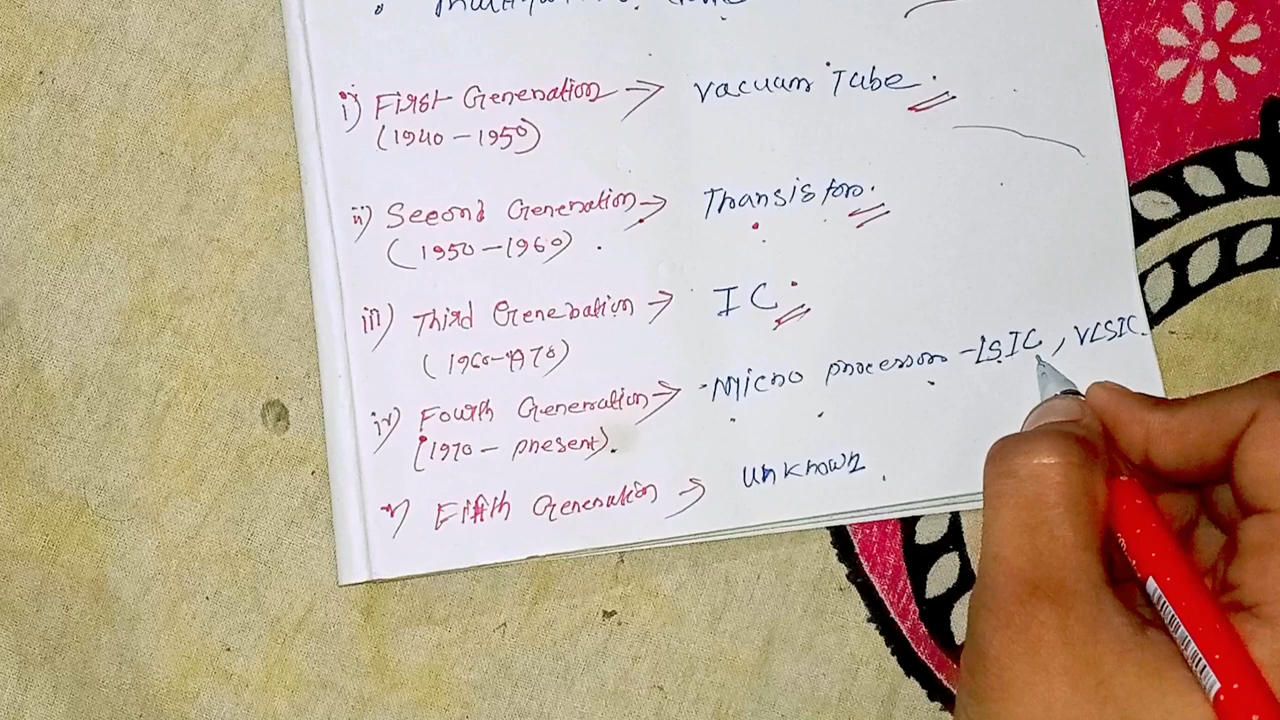 i) First Generation → Vacuum Tube.
(1940 – 1950)
ii) Second Generation → Transistor.
(1950 – 1960)
iii) Third Generation → IC.
(1960 – 1970)
iv) Fourth Generation → Micro processor – LSIC, VLSIC
(1970 – present).
v) Fifth Generation → unknown.